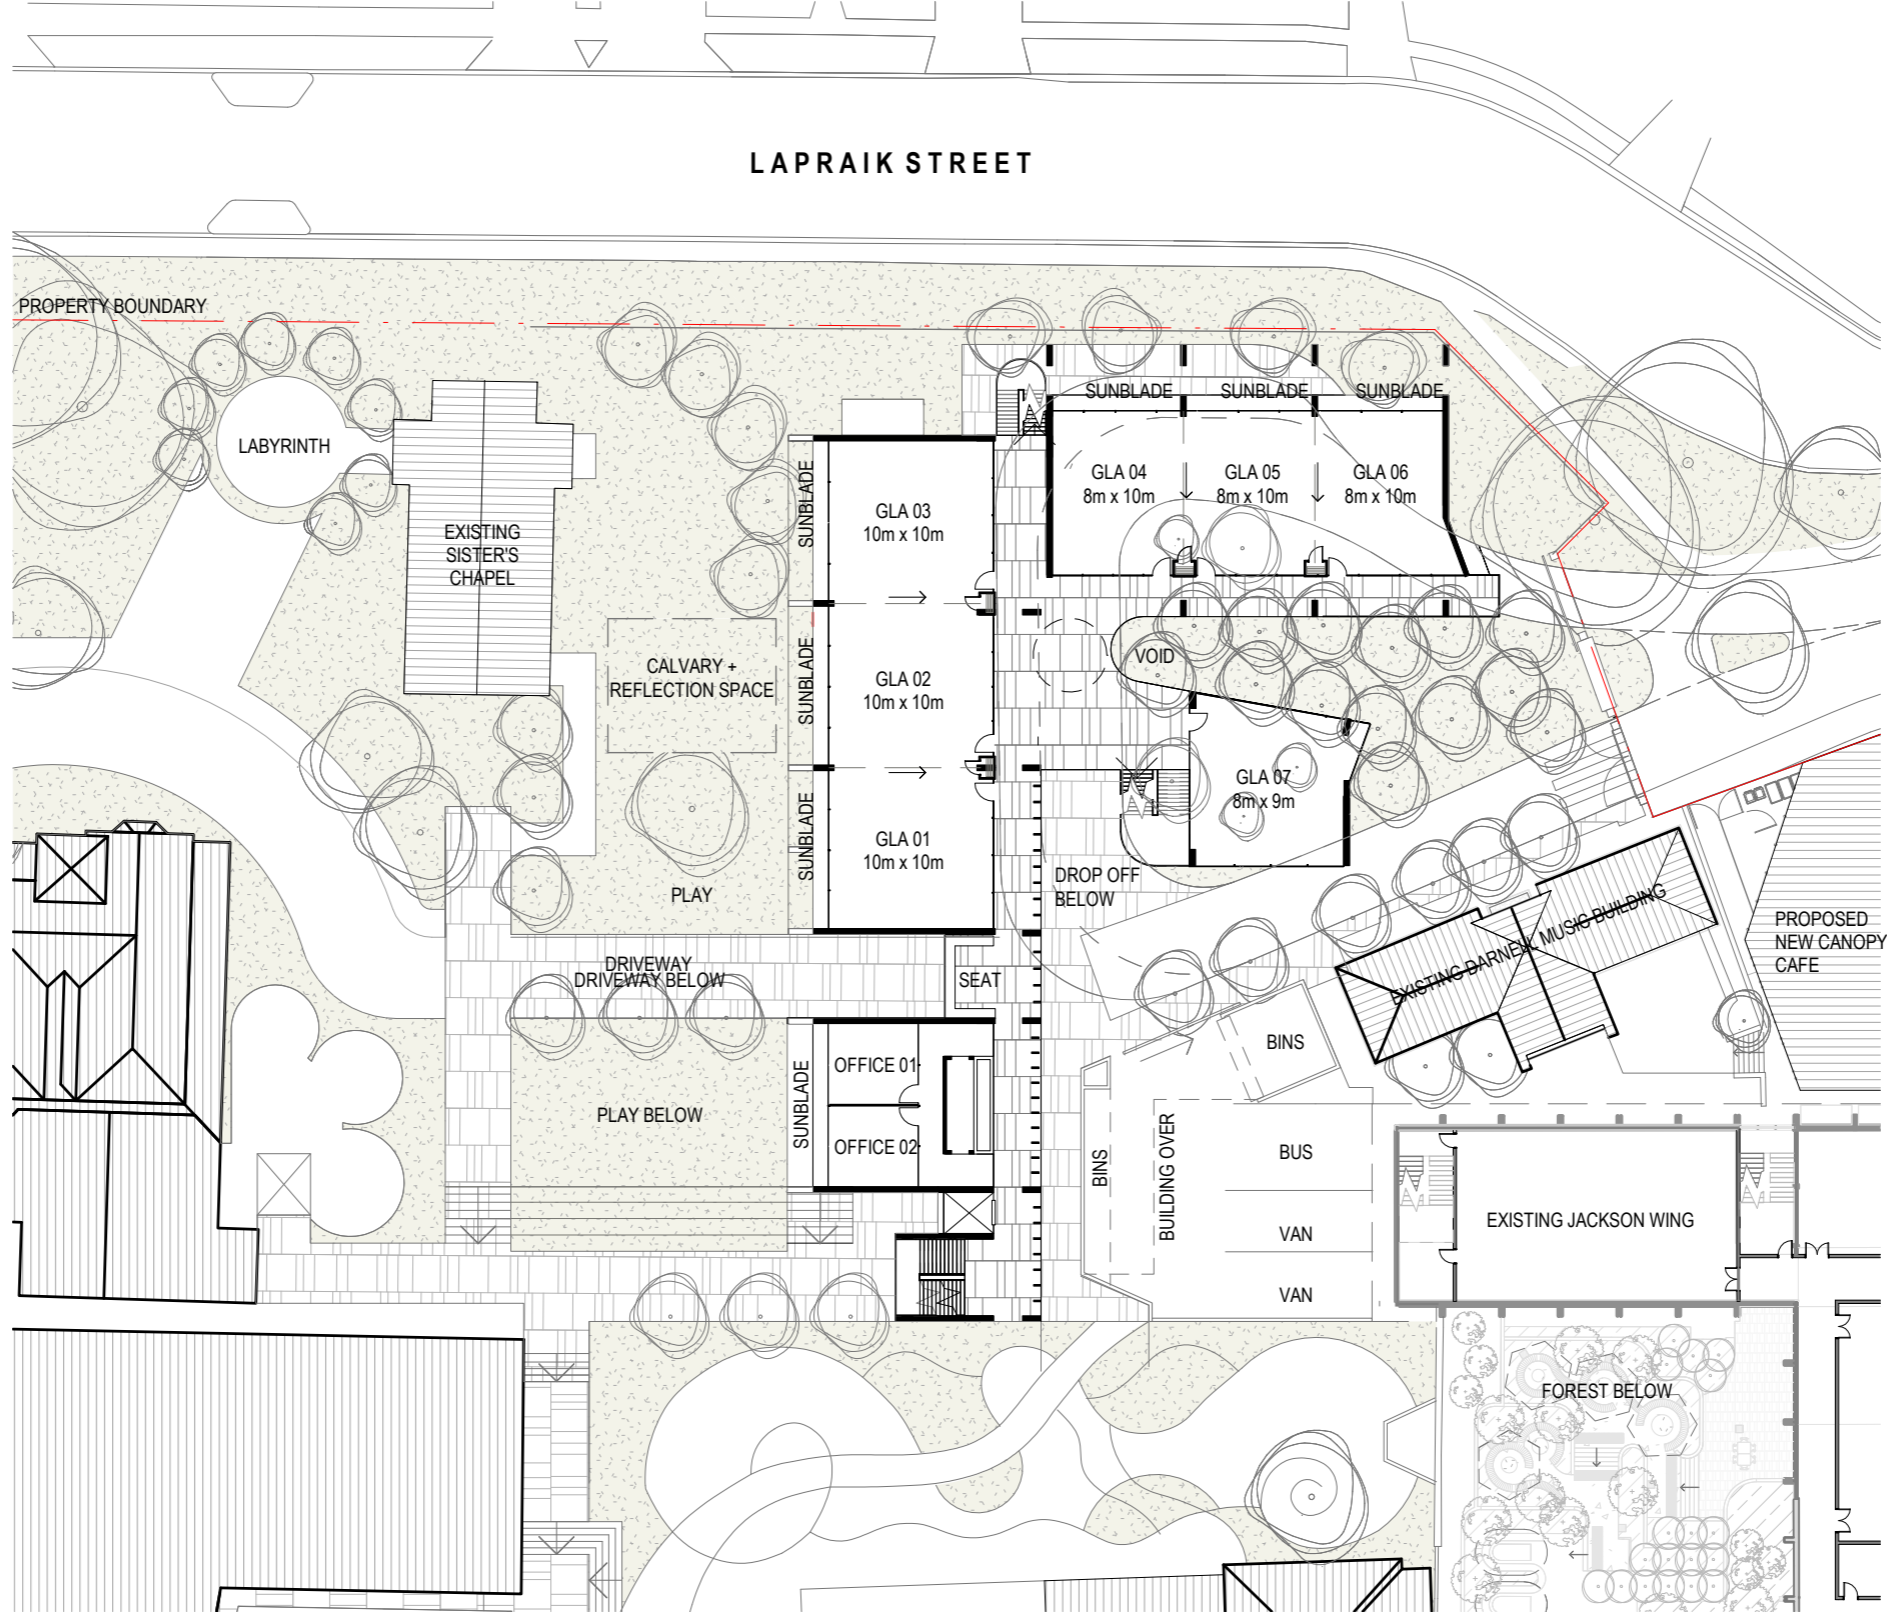 LAPRAIK STREET
PROPERTY BOUNDARY
SUNBLADE
SUNBLADE
SUNBLADE
LABYRINTH
GLA 04
8m x 10m
GLA 05
8m x 10m
GLA 06
8m x 10m
SUNBLADE
GLA 03
10m x 10m
EXISTING
SISTER'S
CHAPEL
CALVARY +
REFLECTION SPACE
SUNBLADE
GLA 02
10m x 10m
VOID
GLA 07
8m x 9m
SUNBLADE
GLA 01
10m x 10m
PLAY
DROP OFF
BELOW
EXISTING DARNELL MUSIC BUILDING
PROPOSED
NEW CANOPY
CAFE
DRIVEWAY
DRIVEWAY BELOW
SEAT
BINS
OFFICE 01
SUNBLADE
PLAY BELOW
OFFICE 02
BINS
BUILDING OVER
BUS
VAN
VAN
EXISTING JACKSON WING
FOREST BELOW